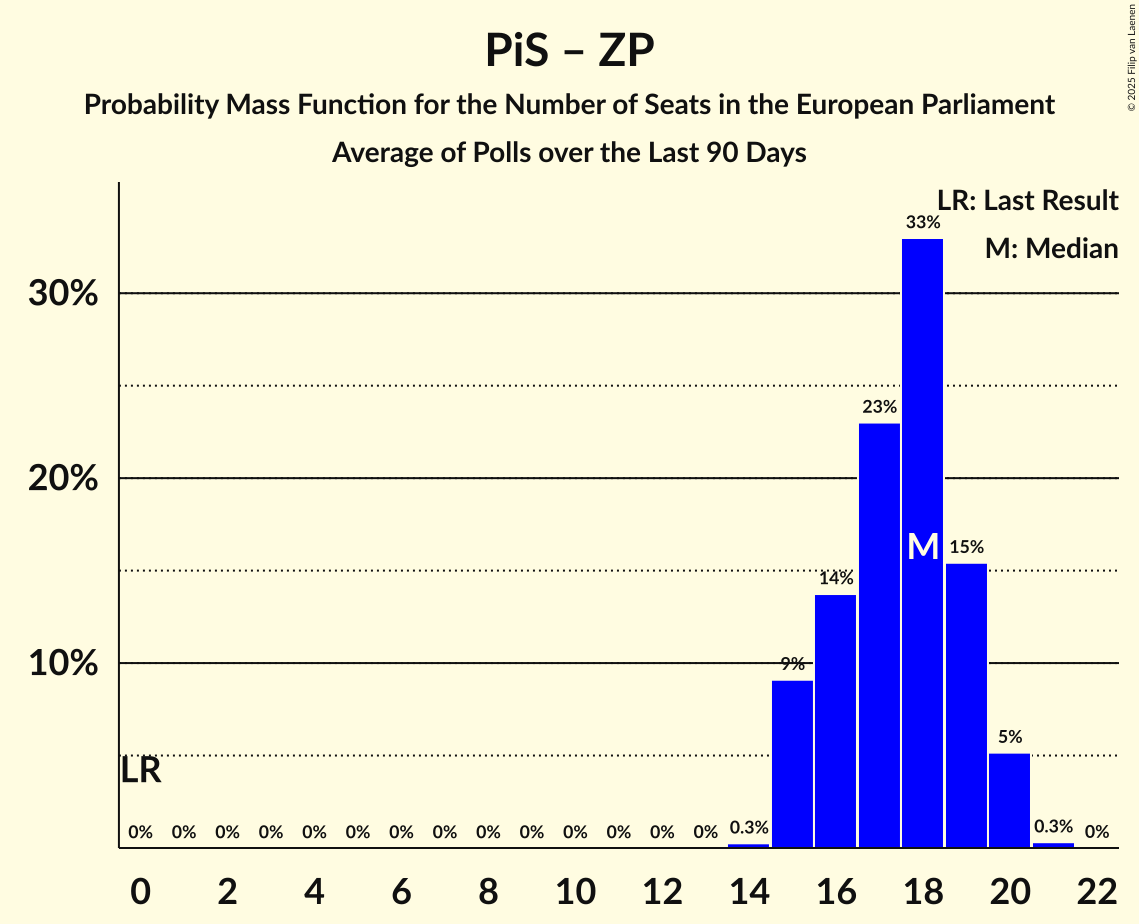 PiS – ZP
Probability Mass Function for the Number of Seats in the European Parliament
Average of Polls over the Last 90 Days
© 2025 Filip van Laenen
LR: Last Result
M: Median
30%
20%
10%
33%
23%
M
15%
14%
9%
5%
LR
0% 0% 0% 0% 0% 0% 0% 0% 0% 0% 0% 0% 0% 0% 0.3% 0.3% 0%
0 2 4 6 8 10 12 14 16 18 20 22